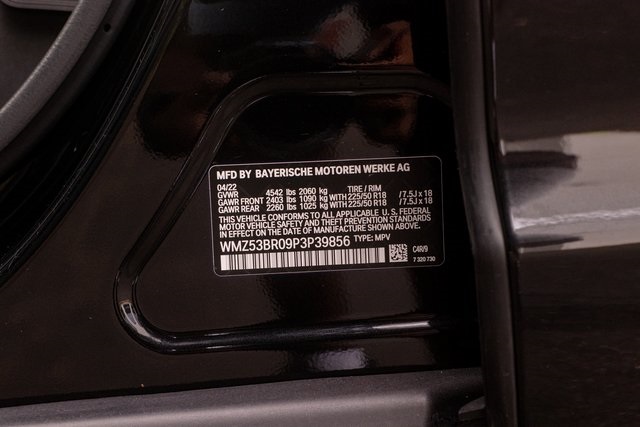 MFD BY BAYERISCHE MOTOREN WERKE AG
04/22
GVWR 4542 lbs 2060 kg TIRE / RIM
GAWR FRONT 2403 lbs 1090 kg WITH 225/50 R18 /7.5J x 18
GAWR REAR 2260 lbs 1025 kg WITH 225/50 R18 /7.5J x 18
THIS VEHICLE CONFORMS TO ALL APPLICABLE U.S. FEDERAL
MOTOR VEHICLE SAFETY AND THEFT PREVENTION STANDARDS
IN EFFECT ON THE DATE OF MANUFACTURE SHOWN ABOVE.
WMZ53BR09P3P39856 TYPE: MPV
C4R/9
7 320 730